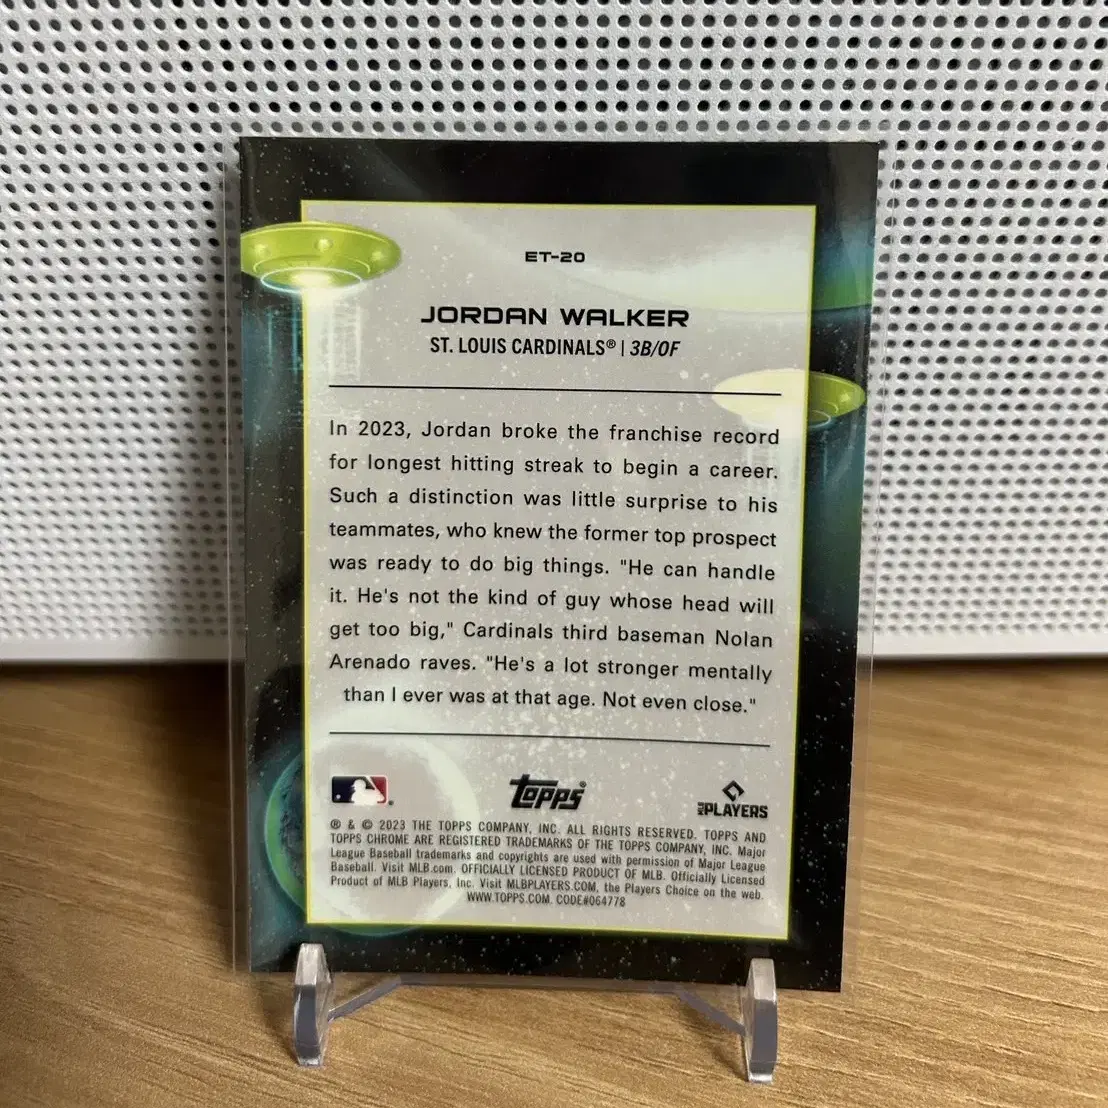 ET-20
JORDAN WALKER
ST. LOUIS CARDINALS® | 3B/OF
In 2023, Jordan broke the franchise record
for longest hitting streak to begin a career.
Such a distinction was little surprise to his
teammates, who knew the former top prospect
was ready to do big things. "He can handle
it. He's not the kind of guy whose head will
get too big," Cardinals third baseman Nolan
Arenado raves. "He's a lot stronger mentally
than I ever was at that age. Not even close."
topps®
MLB PLAYERS
® & © 2023 THE TOPPS COMPANY, INC. ALL RIGHTS RESERVED. TOPPS AND
TOPPS CHROME ARE REGISTERED TRADEMARKS OF THE TOPPS COMPANY, INC. Major
League Baseball trademarks and copyrights are used with permission of Major League
Baseball. Visit MLB.com. OFFICIALLY LICENSED PRODUCT OF MLB. Officially Licensed
Product of MLB Players, Inc. Visit MLBPLAYERS.COM, the Players Choice on the web.
WWW.TOPPS.COM. CODE#064778